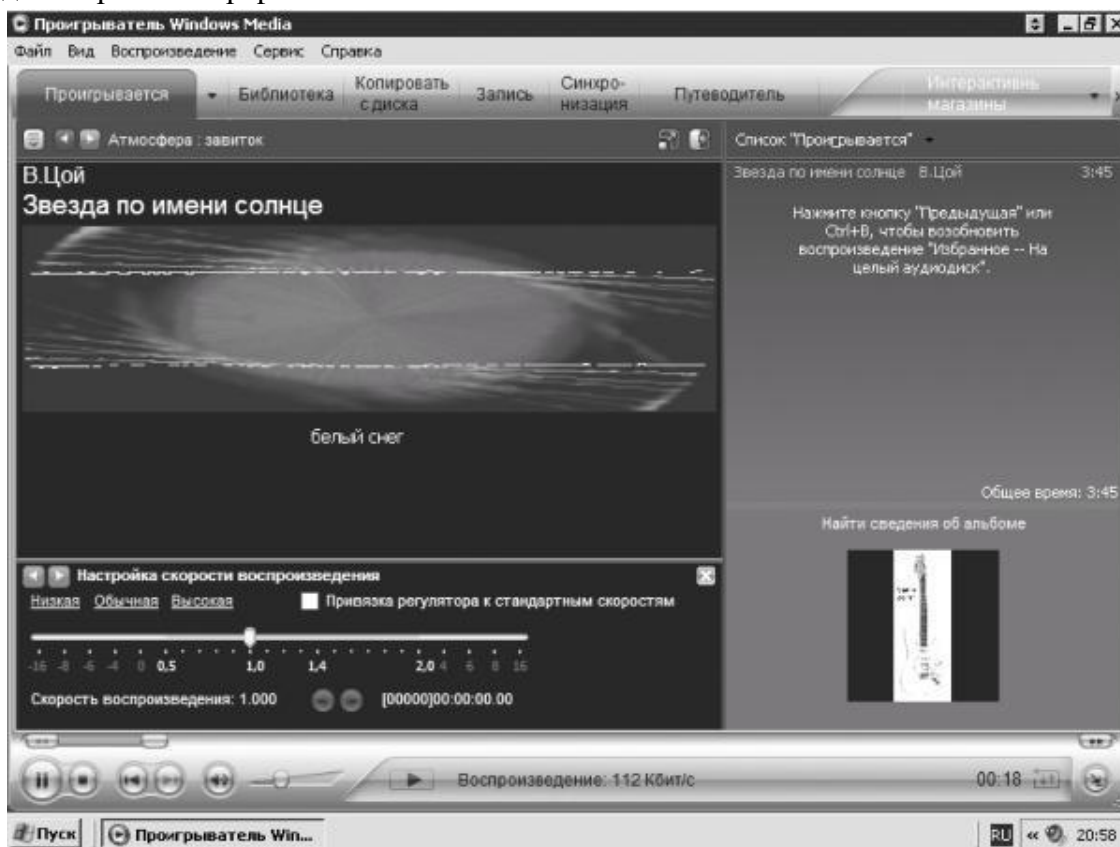 Проигрыватель Windows Media
Файл Вид Воспроизведение Сервис Справка
Проигрывается Библиотека Копировать с диска Запись Синхро-низация Путеводитель Интерактивнь магазины
Атмосфера : завиток
Список "Проигрывается"
В.Цой
Звезда по имени солнце
Звезда по имени солнце В.Цой 3:45
Нажмите кнопку "Предыдущая" или
Ctrl+B, чтобы возобновить
воспроизведение "Избранное -- На
целый аудиодиск".
белый снег
Общее время: 3:45
Найти сведения об альбоме
Настройка скорости воспроизведения
Низкая Обычная Высокая Привязка регулятора к стандартным скоростям
-16 -8 -6 -4 0 0,5 1,0 1,4 2,0 4 6 8 16
Скорость воспроизведения: 1.000 [00000]00:00:00.00
Воспроизведение: 112 Кбит/с 00:18
Пуск Проигрыватель Win... RU « 20:58